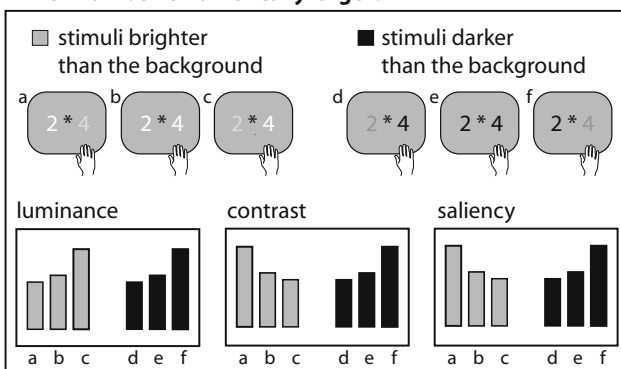 stimuli brighter
than the background
stimuli darker
than the background
a b c d e f
2 * 4 2 * 4 2 * 4 2 * 4 2 * 4 2 * 4
luminance contrast saliency
a b c d e f a b c d e f a b c d e f